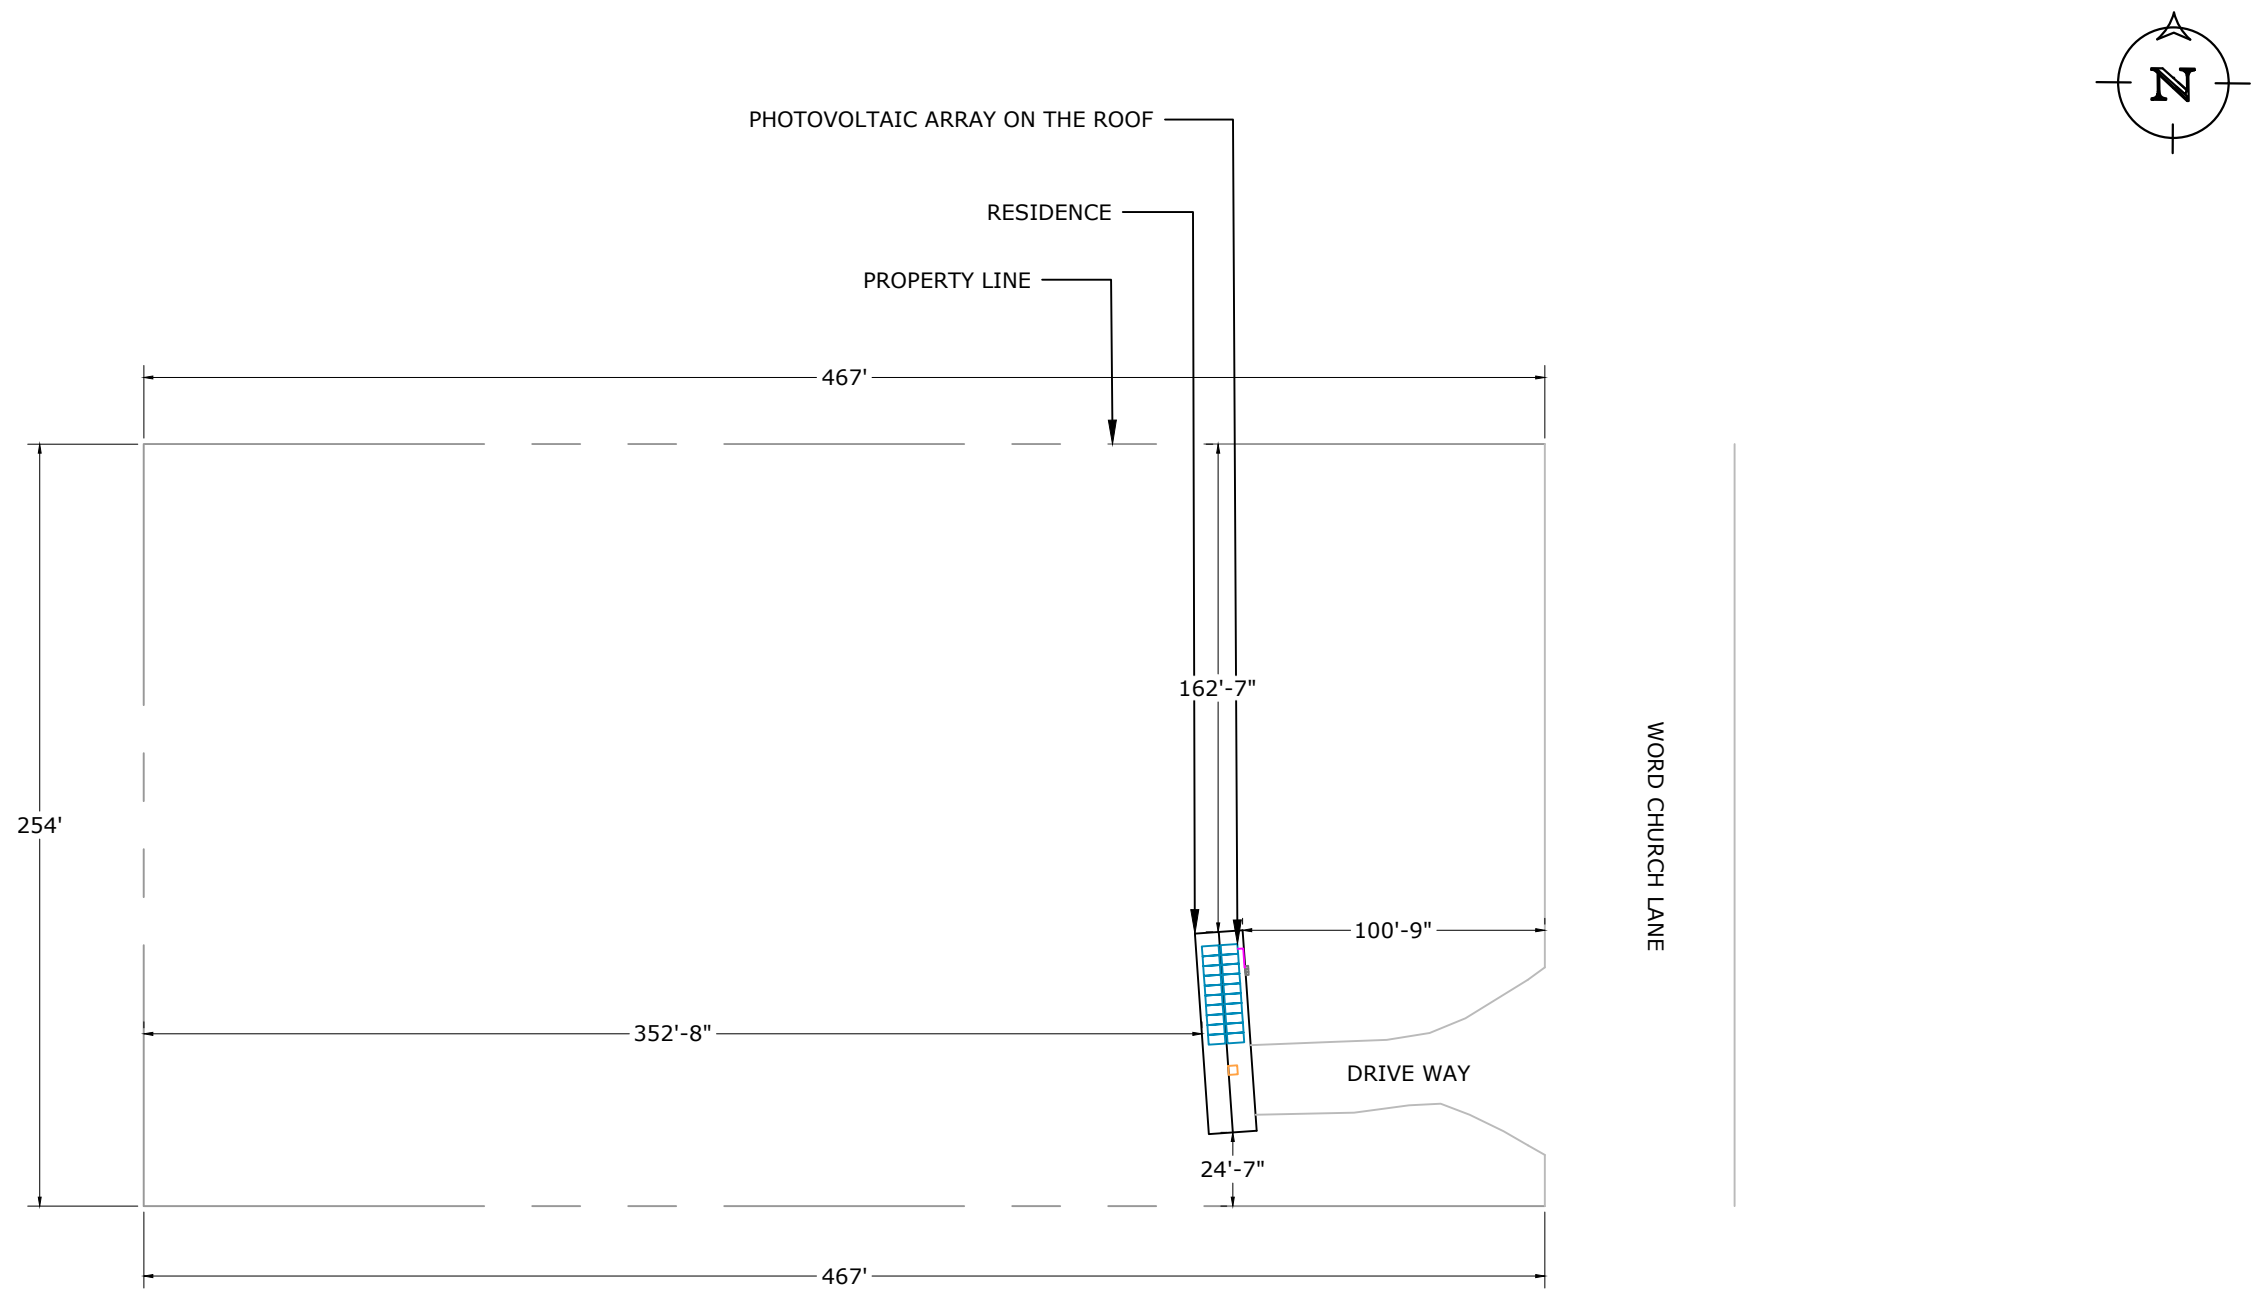 N
PHOTOVOLTAIC ARRAY ON THE ROOF
RESIDENCE
PROPERTY LINE
467'
162'-7"
WORD CHURCH LANE
254'
100'-9"
352'-8"
DRIVE WAY
24'-7"
467'